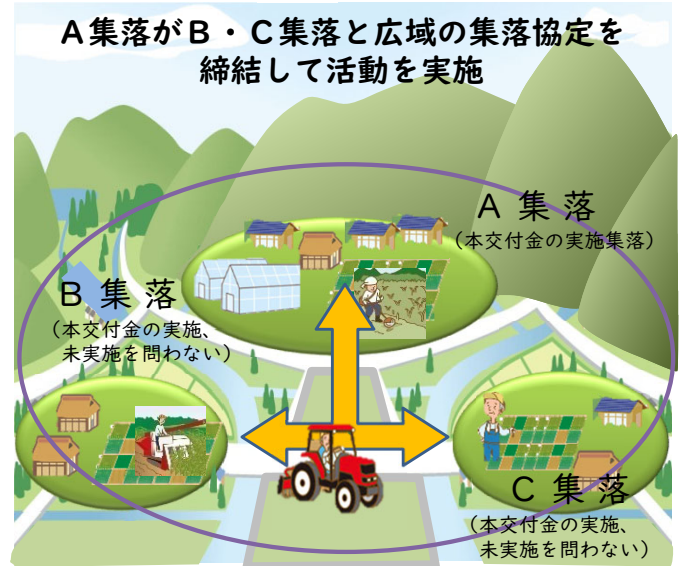 A集落がB・C集落と広域の集落協定を
締結して活動を実施
A 集 落
(本交付金の実施集落)
B 集 落
(本交付金の実施、
未実施を問わない)
C 集 落
(本交付金の実施、
未実施を問わない)